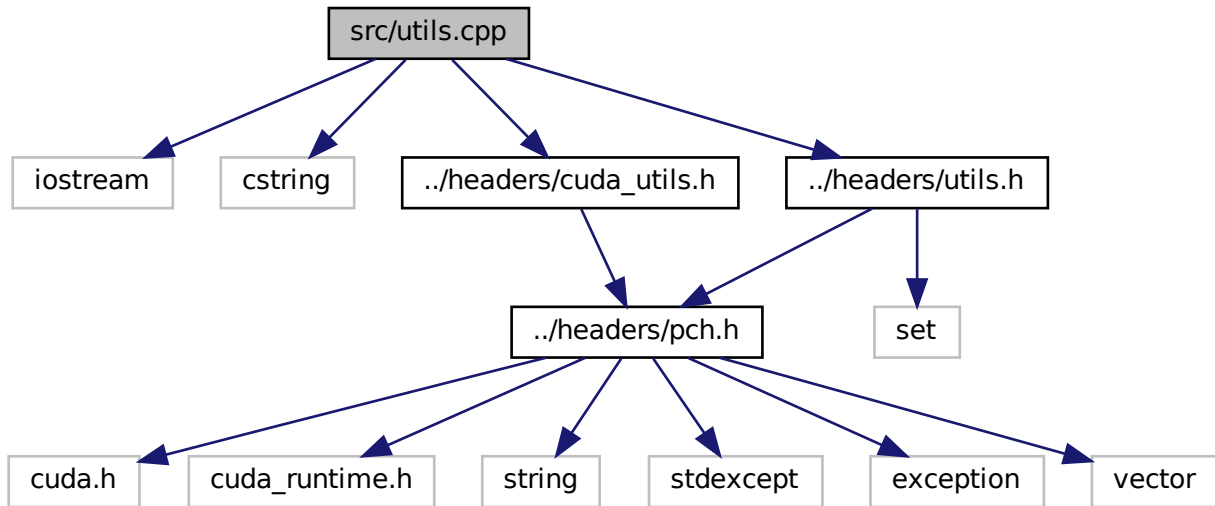 src/utils.cpp
iostream
cstring
../headers/cuda_utils.h
../headers/utils.h
../headers/pch.h
set
cuda.h
cuda_runtime.h
string
stdexcept
exception
vector